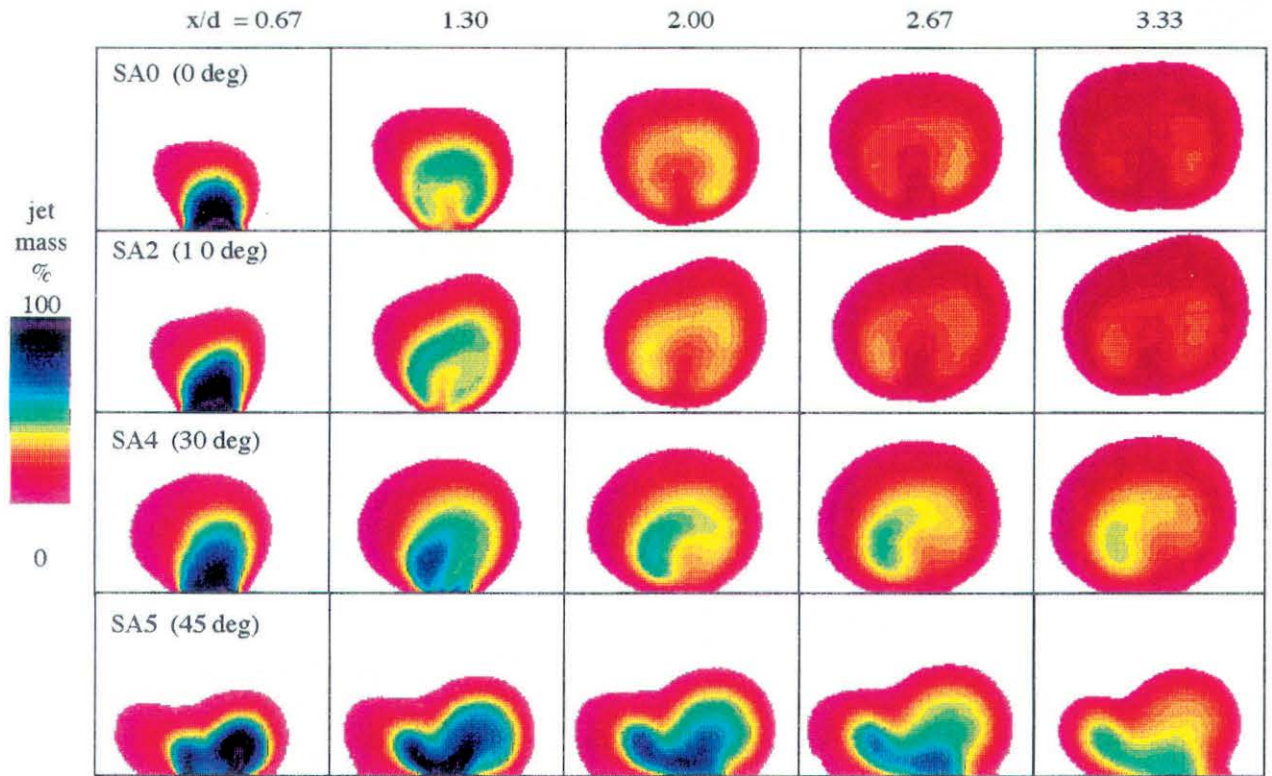 x/d = 0.67 1.30 2.00 2.67 3.33
SA0 (0 deg)
jet
mass
%
100
0
SA2 (1 0 deg)
SA4 (30 deg)
SA5 (45 deg)